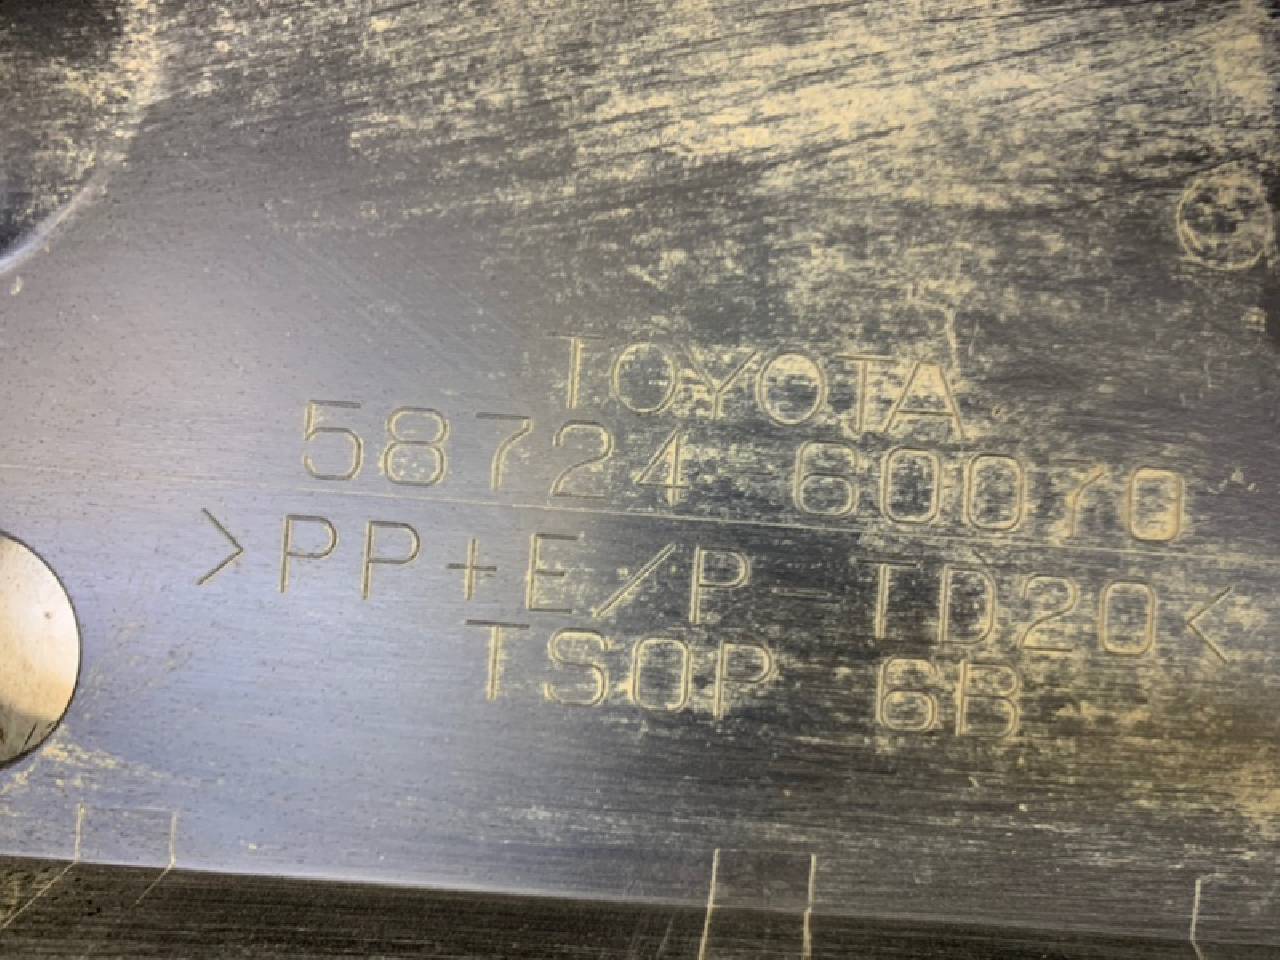 TOYOTA
58724 60070
>PP+E/P-TD20<
TSOP 6B